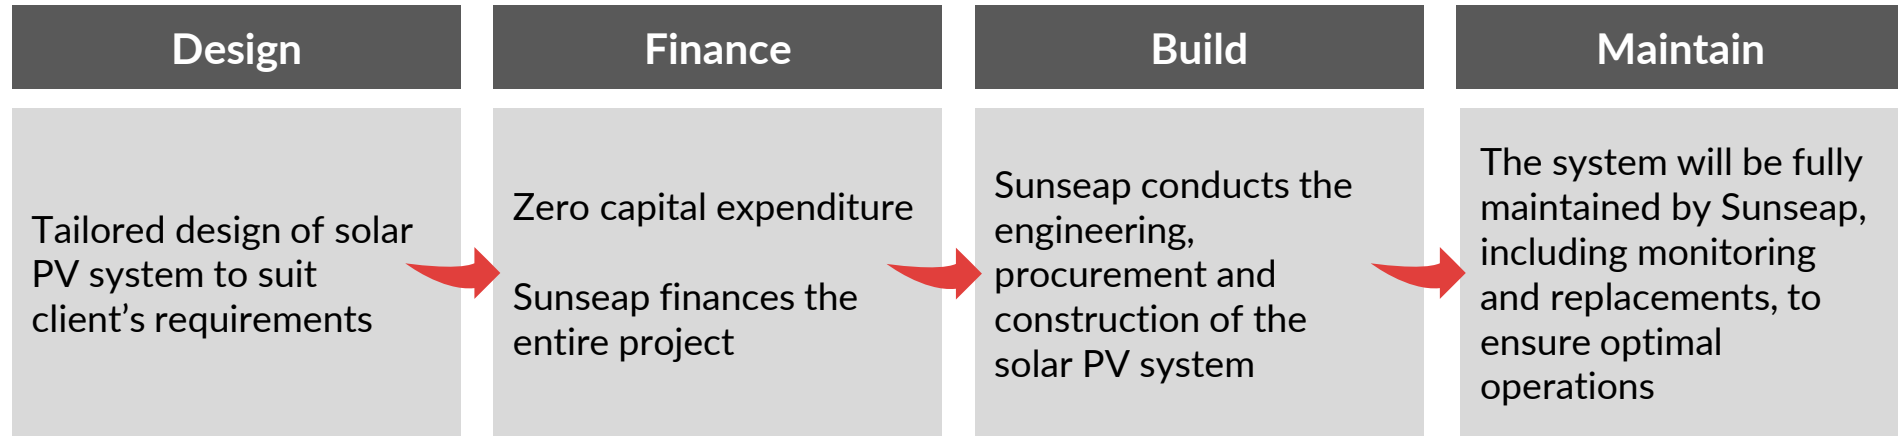 Design
Tailored design of solar
PV system to suit
client’s requirements
Finance
Zero capital expenditure
Sunseap finances the
entire project
Build
Sunseap conducts the
engineering,
procurement and
construction of the
solar PV system
Maintain
The system will be fully
maintained by Sunseap,
including monitoring
and replacements, to
ensure optimal
operations